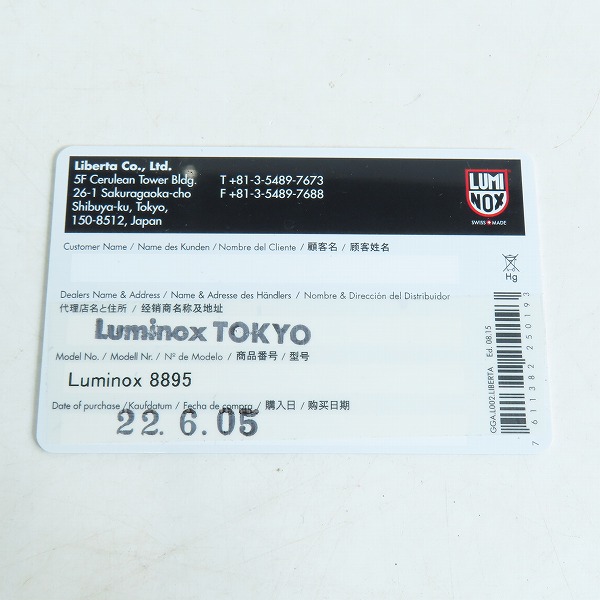 Liberta Co., Ltd.
5F Cerulean Tower Bldg. T +81-3-5489-7673
26-1 Sakuragaoka-cho F +81-3-5489-7688
Shibuya-ku, Tokyo,
150-8512, Japan
LUMI
NOX
SWISS MADE
Customer Name / Name des Kunden / Nombre del Cliente / 顧客名 / 顾客姓名
Hg
Dealers Name & Address / Name & Adresse des Händlers / Nombre & Dirección del Distribuidor
代理店名と住所 / 经销商名称及地址
Luminox TOKYO
Model No. / Modell Nr. / N° de Modelo / 商品番号 / 型号
Luminox 8895
Date of purchase / Kaufdatum / Fecha de compra / 購入日 / 购买日期
22.6.05
GGA.L002.LIBERTA Ed. 08.15
7 611382 250193